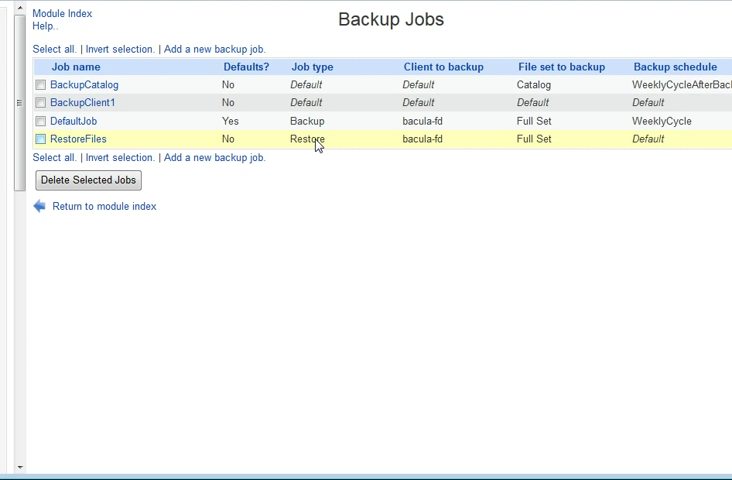 Module Index
Help..
Backup Jobs
Select all. | Invert selection. | Add a new backup job.
Job name Defaults? Job type Client to backup File set to backup Backup schedule
BackupCatalog No Default Default Catalog WeeklyCycleAfterBac
BackupClient1 No Default Default Default Default
DefaultJob Yes Backup bacula-fd Full Set WeeklyCycle
RestoreFiles No Restore bacula-fd Full Set Default
Select all. | Invert selection. | Add a new backup job.
Delete Selected Jobs
Return to module index